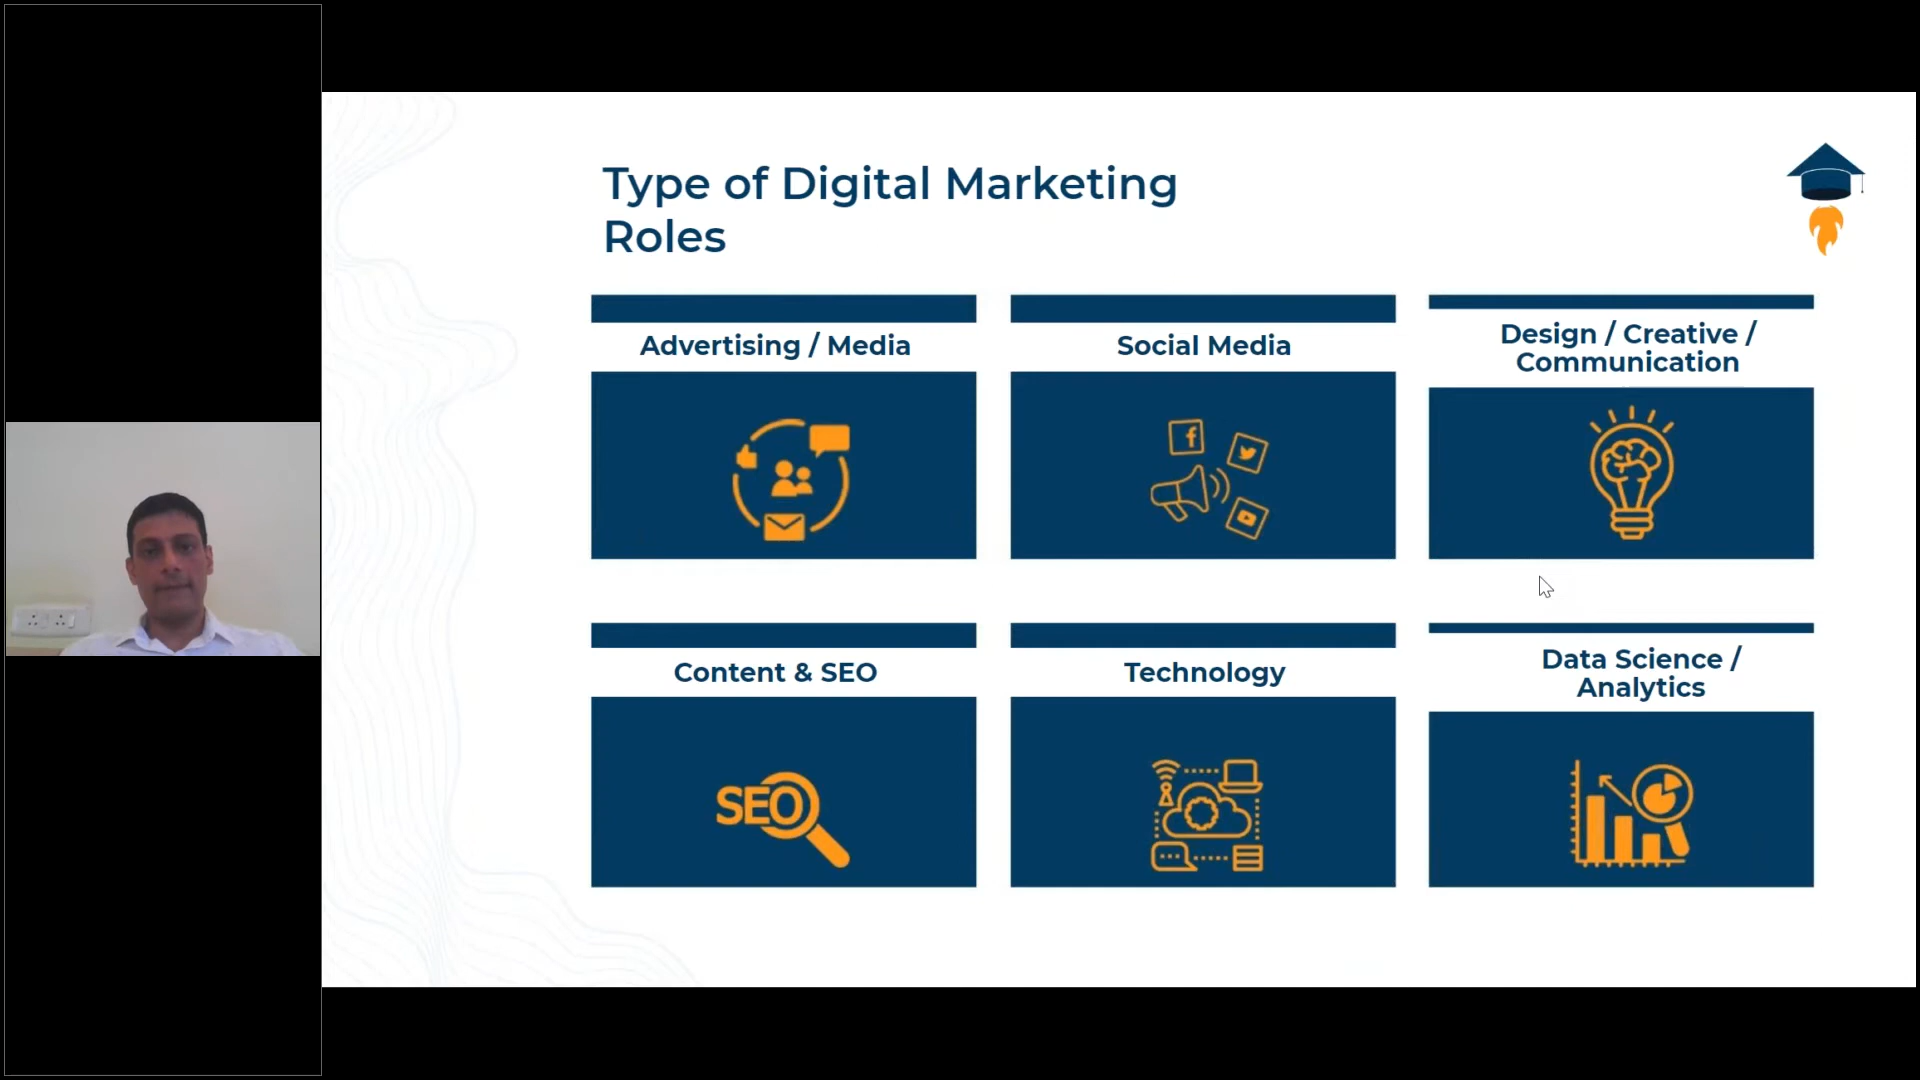 Type of Digital Marketing
Roles
Advertising / Media
Social Media
Design / Creative /
Communication
Content & SEO
Technology
Data Science /
Analytics
SEO